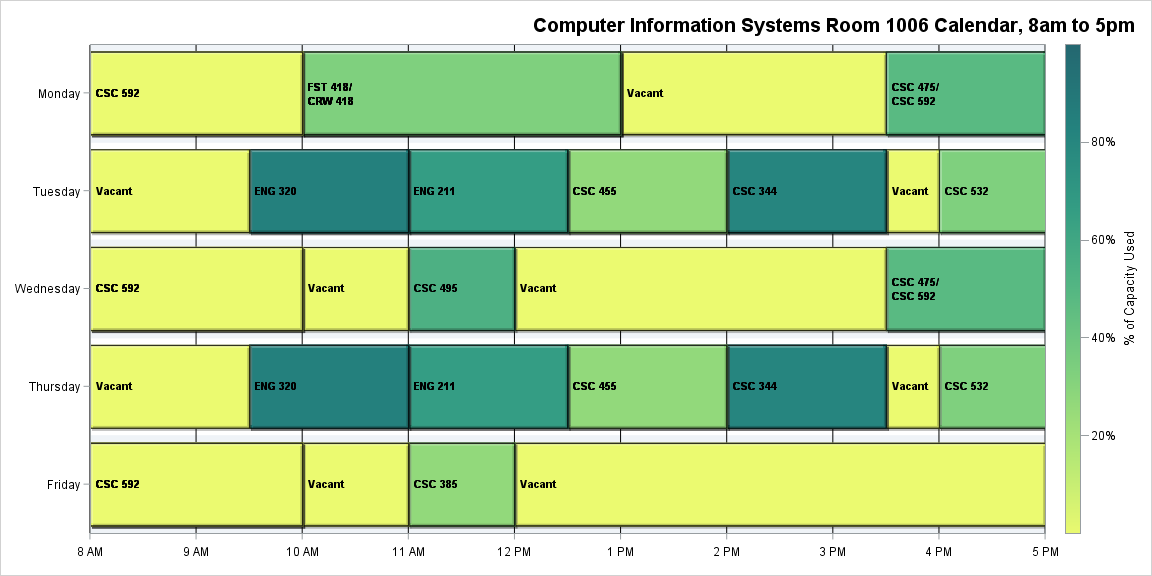 Computer Information Systems Room 1006 Calendar, 8am to 5pm
Monday
CSC 592
FST 418/
CRW 418
Vacant
CSC 475/
CSC 592
Tuesday
Vacant
ENG 320
ENG 211
CSC 455
CSC 344
Vacant
CSC 532
Wednesday
CSC 592
Vacant
CSC 495
Vacant
CSC 475/
CSC 592
Thursday
Vacant
ENG 320
ENG 211
CSC 455
CSC 344
Vacant
CSC 532
Friday
CSC 592
Vacant
CSC 385
Vacant
8 AM
9 AM
10 AM
11 AM
12 PM
1 PM
2 PM
3 PM
4 PM
5 PM
80%
60%
40%
20%
% of Capacity Used